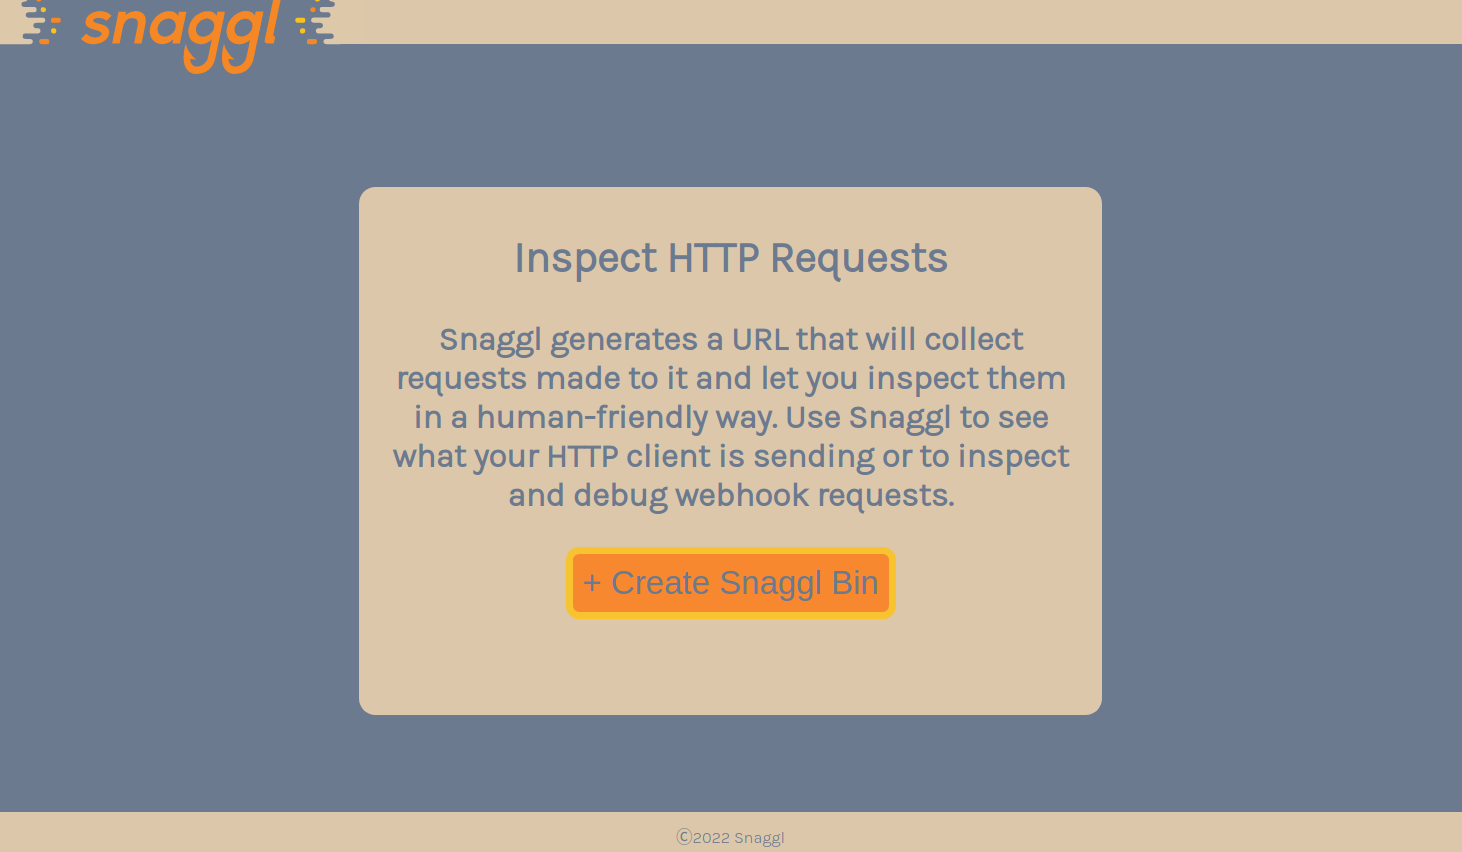 snaggl
Inspect HTTP Requests
Snaggl generates a URL that will collect
requests made to it and let you inspect them
in a human-friendly way. Use Snaggl to see
what your HTTP client is sending or to inspect
and debug webhook requests.
+ Create Snaggl Bin
©2022 Snaggl